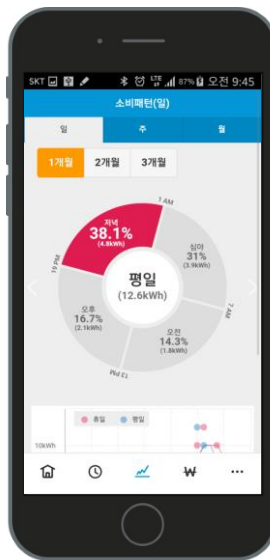 SKT LTE 87% 오전 9:45
소비패턴(일)
일 주 월
1개월 2개월 3개월
1 AM
저녁
38.1%
(4.8kWh)
심야
31%
(3.9kWh)
19 PM
평일
(12.6kWh)
7 AM
오후
16.7%
(2.1kWh)
오전
14.3%
(1.8kWh)
13 PM
휴일 평일
10kWh
₩